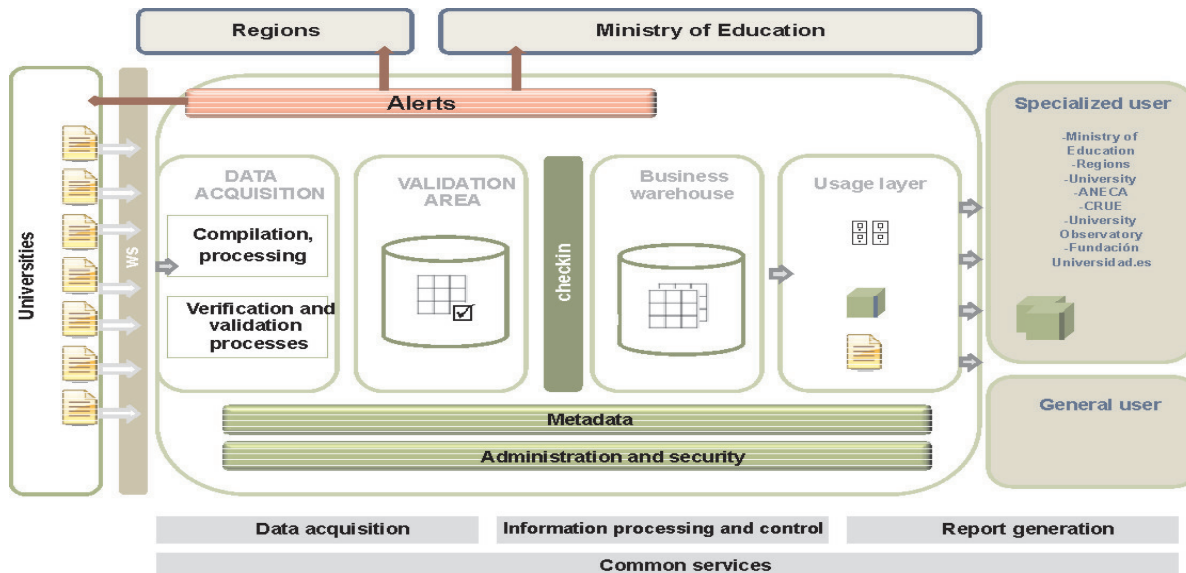 Regions
Ministry of Education
Alerts
Universities
ws
DATA
ACQUISITION
Compilation,
processing
Verification and
validation
processes
VALIDATION
AREA
checkin
Business
warehouse
Usage layer
Specialized user
-Ministry of
Education
-Regions
-University
-ANECA
-CRUE
-University
Observatory
-Fundación
Universidad.es
General user
Metadada
Administration and security
Data acquisition
Information processing and control
Report generation
Common services